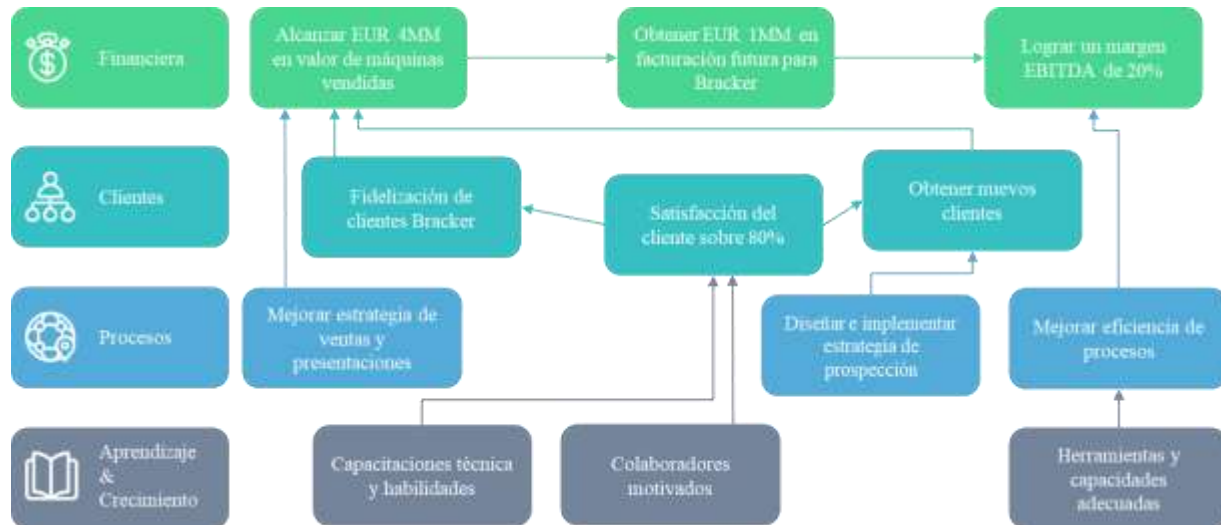 Financiera
Alcanzar EUR 4MM
en valor de máquinas
vendidas
Obtener EUR 1MM en
facturación futura para
Bracker
Lograr un margen
EBITDA de 20%
Clientes
Fidelización de
clientes Bracker
Satisfacción del
cliente sobre 80%
Obtener nuevos
clientes
Procesos
Mejorar estrategia de
ventas y
presentaciones
Diseñar e implementar
estrategia de
prospección
Mejorar eficiencia de
procesos
Aprendizaje
&
Crecimiento
Capacitaciones técnica
y habilidades
Colaboradores
motivados
Herramientas y
capacidades
adecuadas